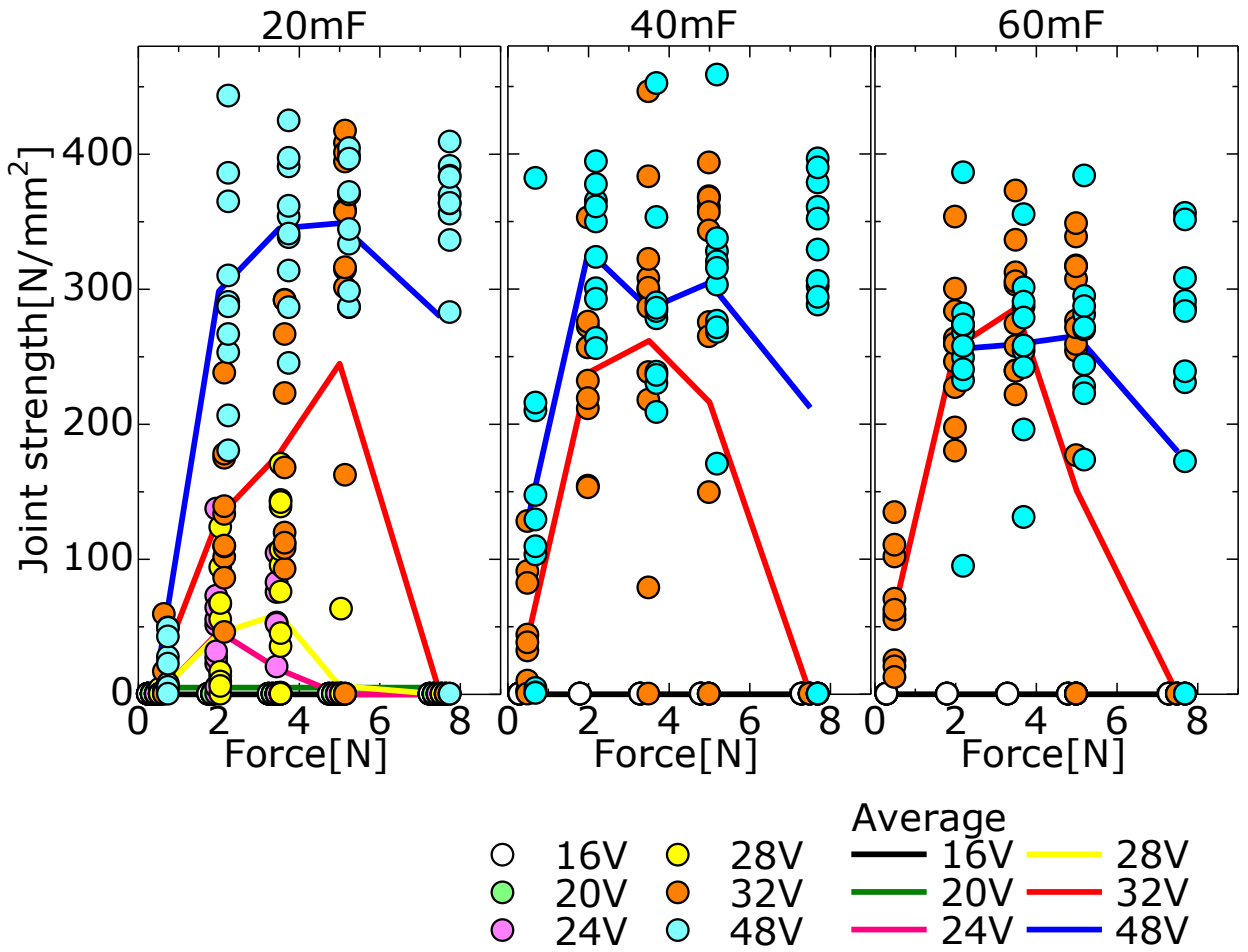 20mF 40mF 60mF
Joint strength[N/mm²]
400
300
200
100
0
0 2 4 6 8 0 2 4 6 8 0 2 4 6 8
Force[N] Force[N] Force[N]
Average
16V 28V 16V 28V
20V 32V 20V 32V
24V 48V 24V 48V